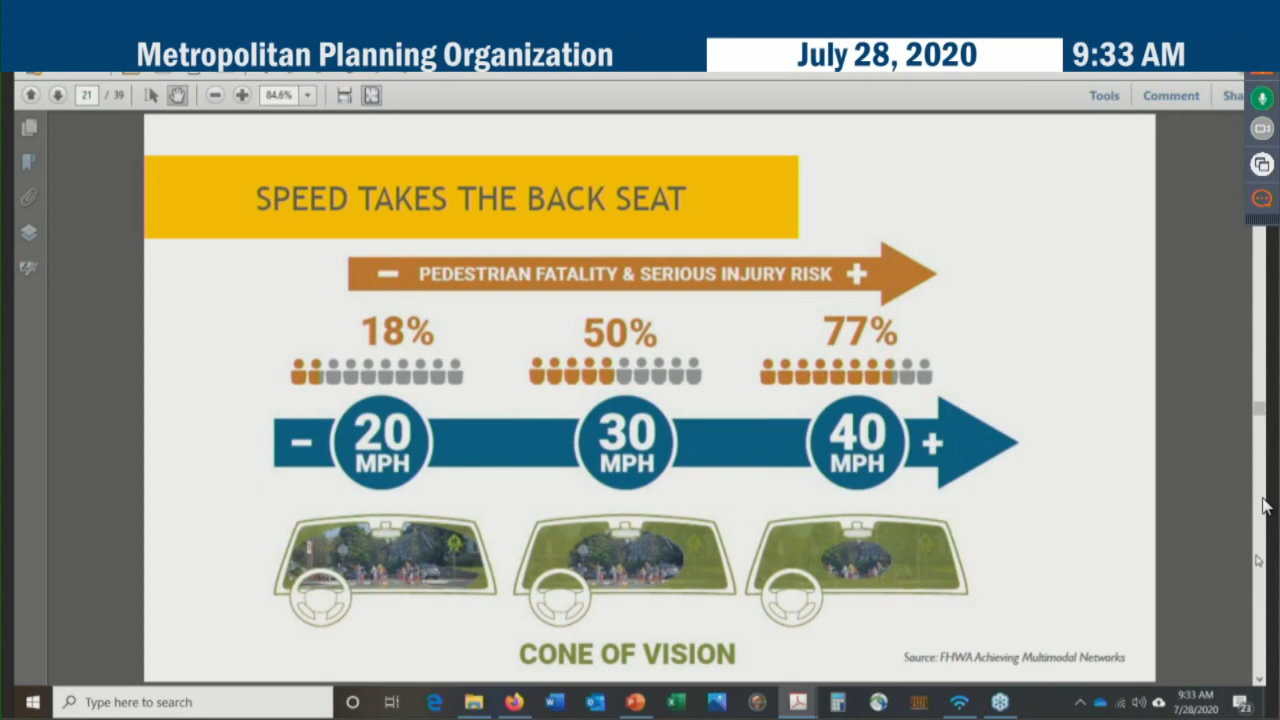 Metropolitan Planning Organization
July 28, 2020
9:33 AM
21 / 39
84.6%
Tools
Comment
Sha
SPEED TAKES THE BACK SEAT
− PEDESTRIAN FATALITY & SERIOUS INJURY RISK +
18%
50%
77%
− 20 MPH
30 MPH
40 MPH +
CONE OF VISION
Source: FHWA Achieving Multimodal Networks
Type here to search
9:33 AM
7/28/2020
23